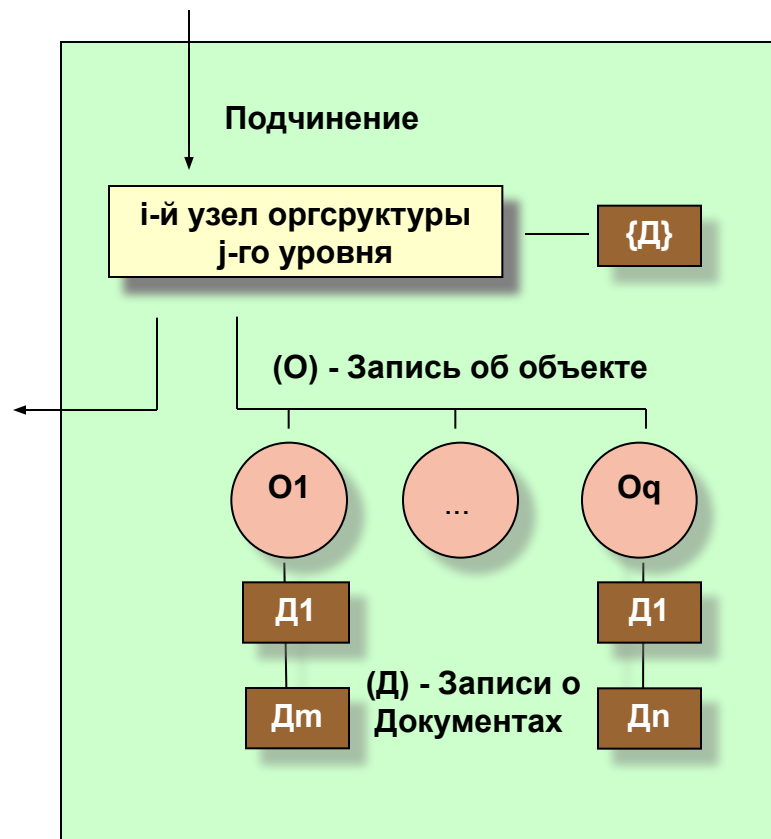 Подчинение
i-й узел оргсруктуры
j-го уровня
{Д}
(О) - Запись об объекте
О1
...
Оq
Д1
Д1
(Д) - Записи о
Документах
Дm
Дn